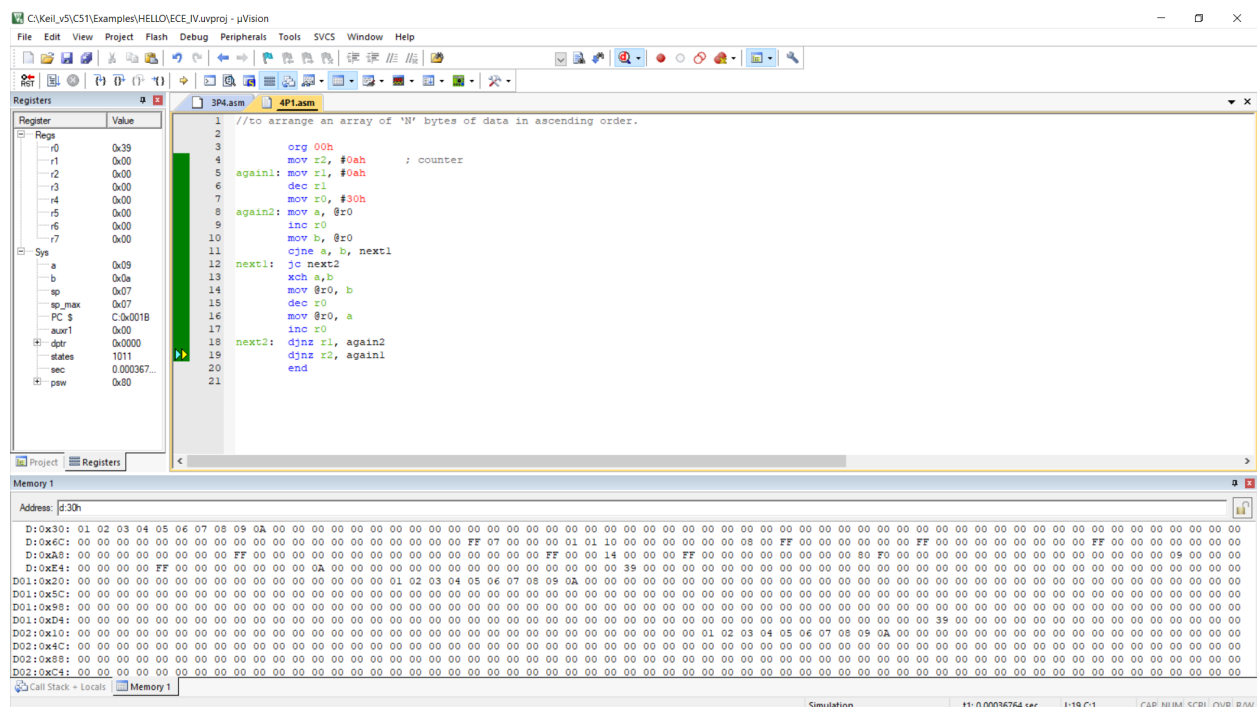 C:\Keil_v5\C51\Examples\HELLO\ECE_IV.uvproj - µVision
File Edit View Project Flash Debug Peripherals Tools SVCS Window Help
RST
Registers
3P4.asm 4P1.asm
Register Value
Regs
r0 0x39
r1 0x00
r2 0x00
r3 0x00
r4 0x00
r5 0x00
r6 0x00
r7 0x00
Sys
a 0x09
b 0x0a
sp 0x07
sp_max 0x07
PC $ C:0x001B
auxr1 0x00
dptr 0x0000
states 1011
sec 0.000367...
psw 0x80
Project Registers
1 //to arrange an array of ‘N’ bytes of data in ascending order.
2
3 org 00h
4 mov r2, #0ah ; counter
5 again1: mov r1, #0ah
6 dec r1
7 mov r0, #30h
8 again2: mov a, @r0
9 inc r0
10 mov b, @r0
11 cjne a, b, next1
12 next1: jc next2
13 xch a,b
14 mov @r0, b
15 dec r0
16 mov @r0, a
17 inc r0
18 next2: djnz r1, again2
19 djnz r2, again1
20 end
21
Memory 1
Address: d:30h
D:0x30: 01 02 03 04 05 06 07 08 09 0A 00 00 00 00 00 00 00 00 00 00 00 00 00 00 00 00 00 00 00 00 00 00 00 00 00 00 00 00 00 00 00 00 00 00 00 00 00 00 00 00 00 00 00 00 00 00 00 00 00 00
D:0x6C: 00 00 00 00 00 00 00 00 00 00 00 00 00 00 00 00 00 00 00 00 FF 07 00 00 00 01 01 10 00 00 00 00 00 00 08 00 FF 00 00 00 00 00 00 FF 00 00 00 00 00 00 00 00 FF 00 00 00 00 00 00 00
D:0xA8: 00 00 00 00 00 00 00 00 FF 00 00 00 00 00 00 00 00 00 00 00 00 00 00 00 FF 00 00 14 00 00 00 FF 00 00 00 00 00 00 00 00 80 F0 00 00 00 00 00 00 00 00 00 00 00 00 00 00 09 00 00 00
D:0xE4: 00 00 00 00 FF 00 00 00 00 00 00 00 0A 00 00 00 00 00 00 00 00 00 00 00 00 00 00 00 39 00 00 00 00 00 00 00 00 00 00 00 00 00 00 00 00 00 00 00 00 00 00 00 00 00 00 00 00 00 00 00
D01:0x20: 00 00 00 00 00 00 00 00 00 00 00 00 00 00 00 00 01 02 03 04 05 06 07 08 09 0A 00 00 00 00 00 00 00 00 00 00 00 00 00 00 00 00 00 00 00 00 00 00 00 00 00 00 00 00 00 00 00 00 00 00
D01:0x5C: 00 00 00 00 00 00 00 00 00 00 00 00 00 00 00 00 00 00 00 00 00 00 00 00 00 00 00 00 00 00 00 00 00 00 00 00 00 00 00 00 00 00 00 00 00 00 00 00 00 00 00 00 00 00 00 00 00 00 00 00
D01:0x98: 00 00 00 00 00 00 00 00 00 00 00 00 00 00 00 00 00 00 00 00 00 00 00 00 00 00 00 00 00 00 00 00 00 00 00 00 00 00 00 00 00 00 00 00 00 00 00 00 00 00 00 00 00 00 00 00 00 00 00 00
D01:0xD4: 00 00 00 00 00 00 00 00 00 00 00 00 00 00 00 00 00 00 00 00 00 00 00 00 00 00 00 00 00 00 00 00 00 00 00 00 00 00 00 00 00 00 00 00 39 00 00 00 00 00 00 00 00 00 00 00 00 00 00 00
D02:0x10: 00 00 00 00 00 00 00 00 00 00 00 00 00 00 00 00 00 00 00 00 00 00 00 00 00 00 00 00 00 00 00 00 01 02 03 04 05 06 07 08 09 0A 00 00 00 00 00 00 00 00 00 00 00 00 00 00 00 00 00 00
D02:0x4C: 00 00 00 00 00 00 00 00 00 00 00 00 00 00 00 00 00 00 00 00 00 00 00 00 00 00 00 00 00 00 00 00 00 00 00 00 00 00 00 00 00 00 00 00 00 00 00 00 00 00 00 00 00 00 00 00 00 00 00 00
D02:0x88: 00 00 00 00 00 00 00 00 00 00 00 00 00 00 00 00 00 00 00 00 00 00 00 00 00 00 00 00 00 00 00 00 00 00 00 00 00 00 00 00 00 00 00 00 00 00 00 00 00 00 00 00 00 00 00 00 00 00 00 00
D02:0xC4: 00 00 00 00 00 00 00 00 00 00 00 00 00 00 00 00 00 00 00 00 00 00 00 00 00 00 00 00 00 00 00 00 00 00 00 00 00 00 00 00 00 00 00 00 00 00 00 00 00 00 00 00 00 00 00 00 00 00 00 00
Call Stack + Locals Memory 1
Simulation t1: 0.00036764 sec L:19 C:1 CAP NUM SCRL OVR R/W